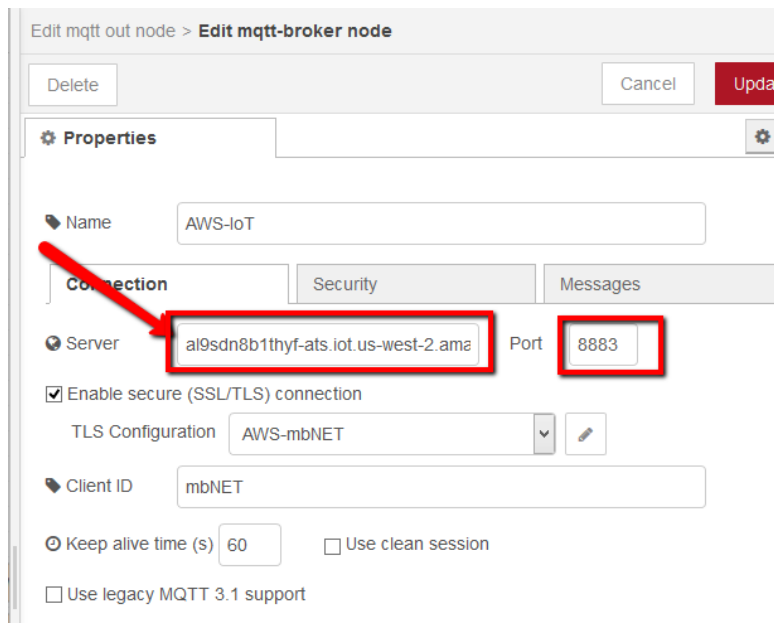 Edit mqtt out node > Edit mqtt-broker node
Delete Cancel Upda
Properties
Name AWS-IoT
Connection Security Messages
Server al9sdn8b1thyf-ats.iot.us-west-2.ama Port 8883
Enable secure (SSL/TLS) connection
TLS Configuration AWS-mbNET
Client ID mbNET
Keep alive time (s) 60 Use clean session
Use legacy MQTT 3.1 support